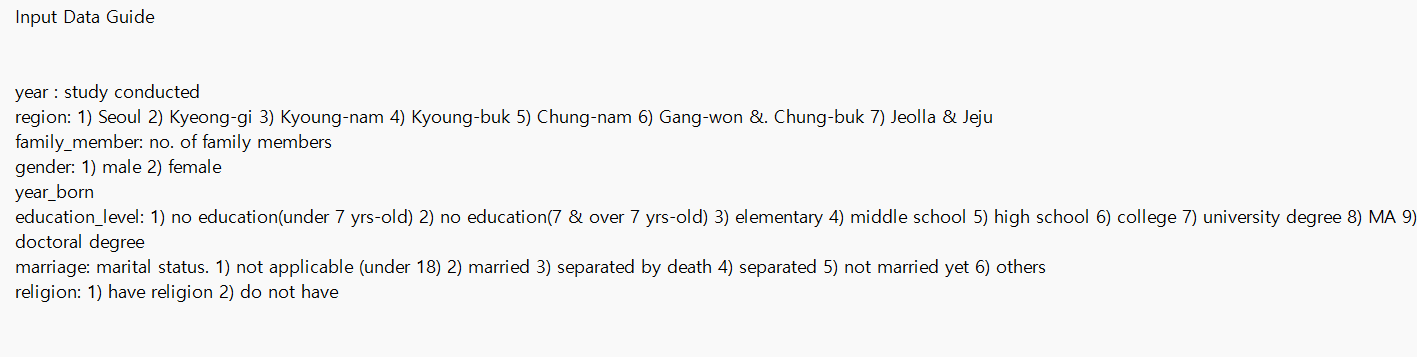 Input Data Guide
year : study conducted
region: 1) Seoul 2) Kyeong-gi 3) Kyoung-nam 4) Kyoung-buk 5) Chung-nam 6) Gang-won &. Chung-buk 7) Jeolla & Jeju
family_member: no. of family members
gender: 1) male 2) female
year_born
education_level: 1) no education(under 7 yrs-old) 2) no education(7 & over 7 yrs-old) 3) elementary 4) middle school 5) high school 6) college 7) university degree 8) MA 9)
doctoral degree
marriage: marital status. 1) not applicable (under 18) 2) married 3) separated by death 4) separated 5) not married yet 6) others
religion: 1) have religion 2) do not have